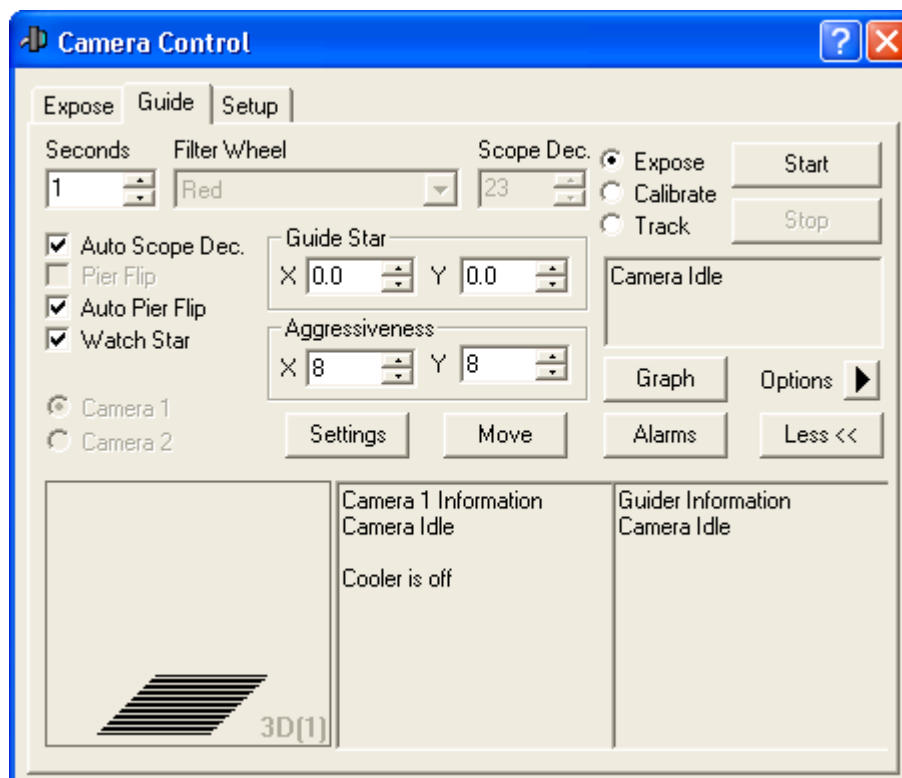 Camera Control
Expose Guide Setup
Seconds Filter Wheel Scope Dec.
1 Red 23
Expose
Calibrate
Track
Start
Stop
Auto Scope Dec.
Pier Flip
Auto Pier Flip
Watch Star
Guide Star
X 0.0 Y 0.0
Aggressiveness
X 8 Y 8
Camera Idle
Graph Options
Camera 1
Camera 2
Settings Move Alarms Less <<
Camera 1 Information
Camera Idle
Cooler is off
Guider Information
Camera Idle
3D(1)